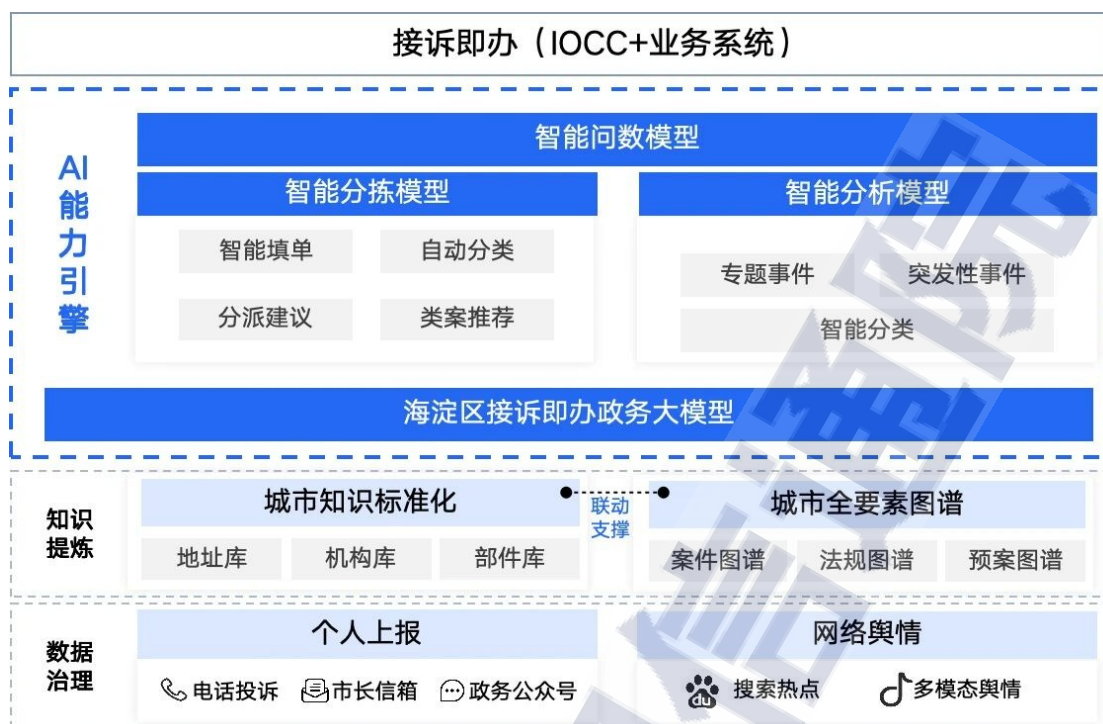 接诉即办（IOCC+业务系统）
AI
能
力
引
擎
智能问数模型
智能分拣模型
智能填单
自动分类
分派建议
类案推荐
智能分析模型
专题事件
突发性事件
智能分类
海淀区接诉即办政务大模型
知识
提炼
城市知识标准化
地址库
机构库
部件库
联动
支撑
城市全要素图谱
案件图谱
法规图谱
预案图谱
数据
治理
个人上报
电话投诉
市长信箱
政务公众号
网络舆情
du
搜索热点
多模态舆情
信通院